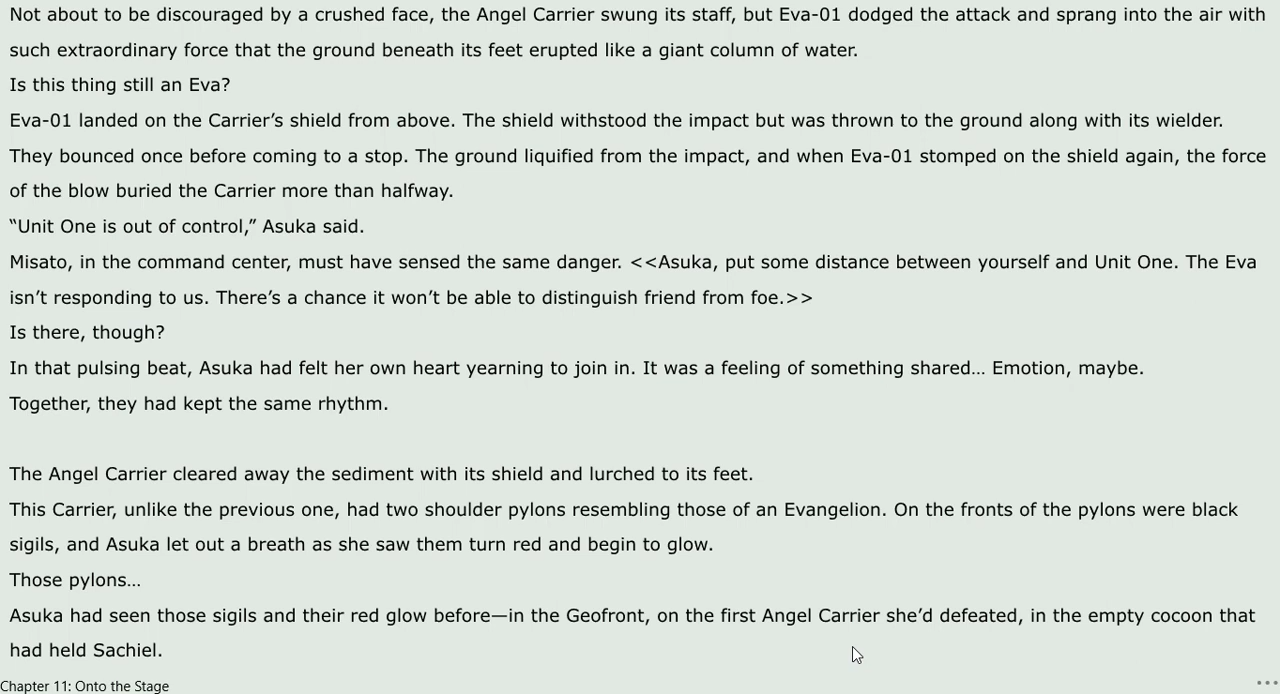 Not about to be discouraged by a crushed face, the Angel Carrier swung its staff, but Eva-01 dodged the attack and sprang into the air with
such extraordinary force that the ground beneath its feet erupted like a giant column of water.
Is this thing still an Eva?
Eva-01 landed on the Carrier’s shield from above. The shield withstood the impact but was thrown to the ground along with its wielder.
They bounced once before coming to a stop. The ground liquified from the impact, and when Eva-01 stomped on the shield again, the force
of the blow buried the Carrier more than halfway.
“Unit One is out of control,” Asuka said.
Misato, in the command center, must have sensed the same danger. <<Asuka, put some distance between yourself and Unit One. The Eva
isn’t responding to us. There’s a chance it won’t be able to distinguish friend from foe.>>
Is there, though?
In that pulsing beat, Asuka had felt her own heart yearning to join in. It was a feeling of something shared… Emotion, maybe.
Together, they had kept the same rhythm.
The Angel Carrier cleared away the sediment with its shield and lurched to its feet.
This Carrier, unlike the previous one, had two shoulder pylons resembling those of an Evangelion. On the fronts of the pylons were black
sigils, and Asuka let out a breath as she saw them turn red and begin to glow.
Those pylons…
Asuka had seen those sigils and their red glow before—in the Geofront, on the first Angel Carrier she’d defeated, in the empty cocoon that
had held Sachiel.
Chapter 11: Onto the Stage